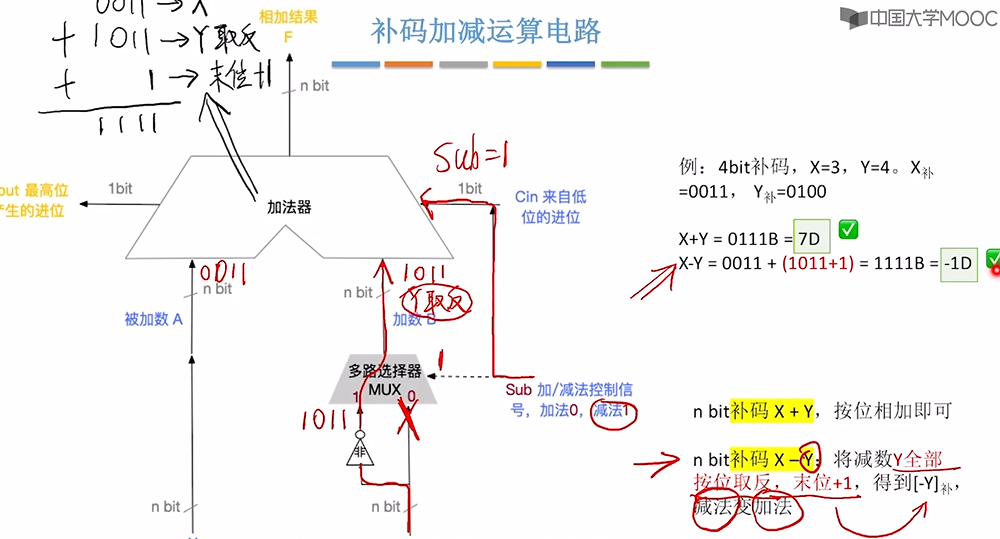 0011→X
+ 1011→Y取反
+ 1→末位+1
1111
相加结果
F
补码加减运算电路
中国大学MOOC
n bit
Sub=1
1bit
1bit
out 最高位
产生的进位
加法器
Cin 来自低
位的进位
例：4bit补码，X=3，Y=4。X补
=0011， Y补=0100
X+Y = 0111B = 7D
X-Y = 0011 + (1011+1) = 1111B = -1D
0011
1011
n bit
n bit
Y取反
被加数 A
加数 B
多路选择器
MUX
1
1 0
Sub 加/减法控制信
号，加法0，减法1
1011
非
n bit补码 X + Y，按位相加即可
n bit补码 X – Y：将减数Y全部
按位取反，末位+1，得到[-Y]补，
减法变加法
n bit
n bit